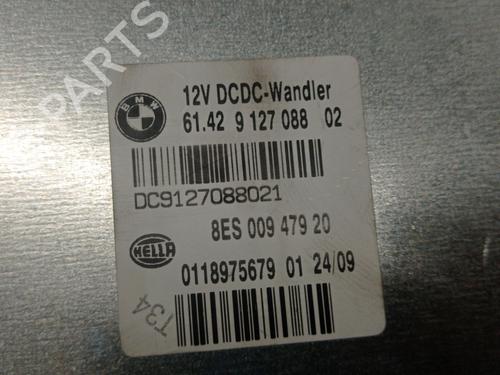 PARTS
BMW
12V DCDC-Wandler
61.42 9 127 088 02
DC9127088021
8ES 009 479 20
HELLA
0118975679 01 24/09
T34